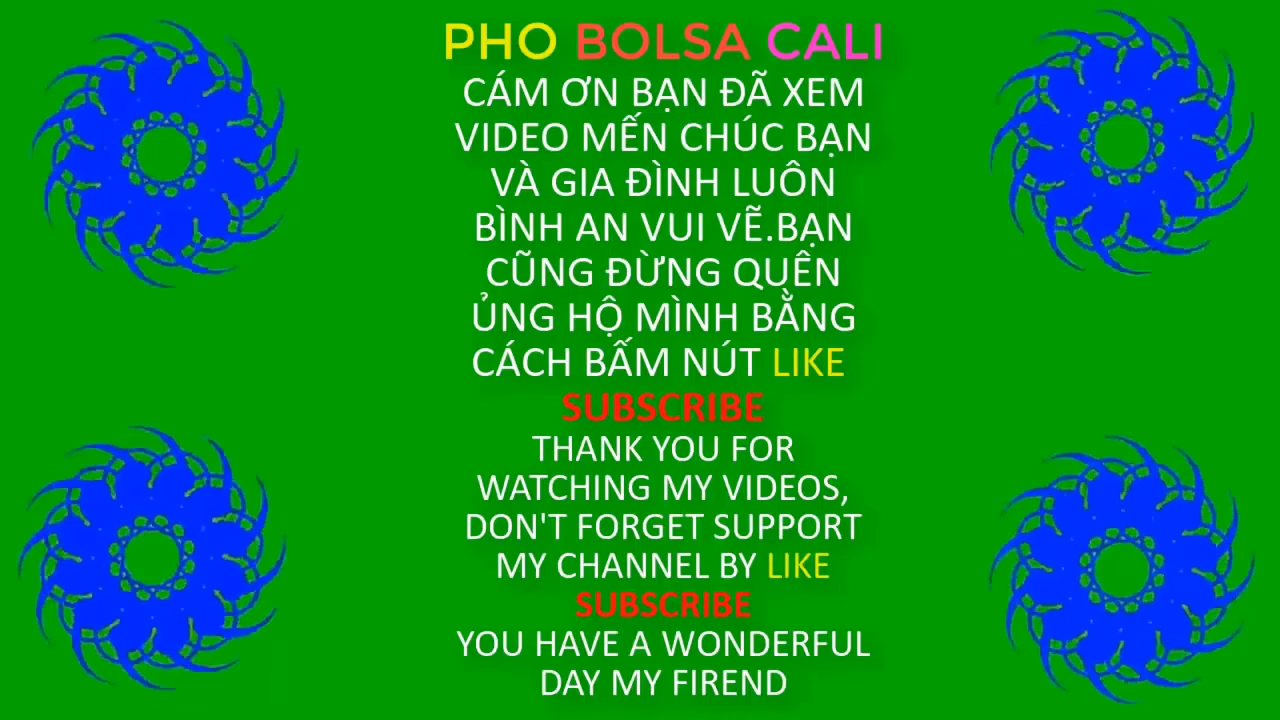 PHO BOLSA CALI
CÁM ƠN BẠN ĐÃ XEM
VIDEO MẾN CHÚC BẠN
VÀ GIA ĐÌNH LUÔN
BÌNH AN VUI VẼ.BẠN
CŨNG ĐỪNG QUÊN
ỦNG HỘ MÌNH BẰNG
CÁCH BẤM NÚT LIKE
SUBSCRIBE
THANK YOU FOR
WATCHING MY VIDEOS,
DON'T FORGET SUPPORT
MY CHANNEL BY LIKE
SUBSCRIBE
YOU HAVE A WONDERFUL
DAY MY FIREND